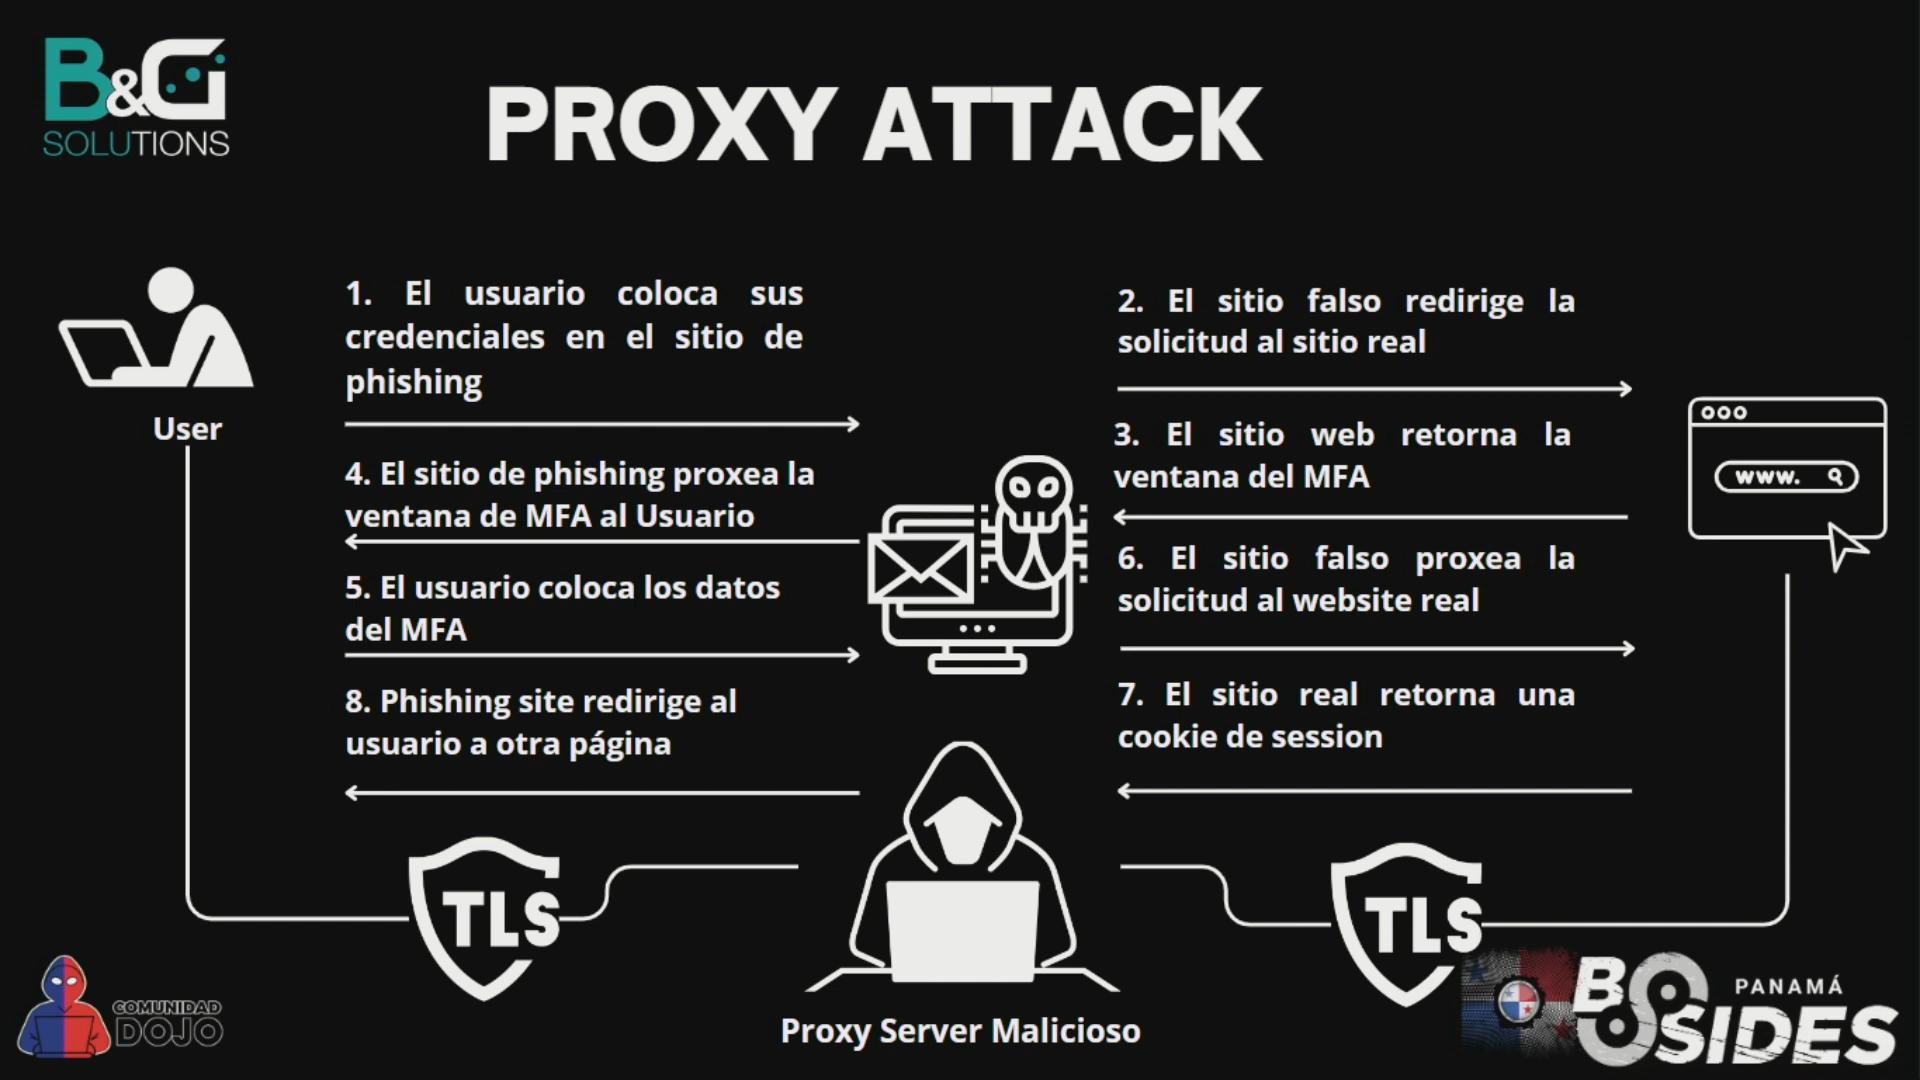 B&G
SOLUTIONS
PROXY ATTACK
1. El usuario coloca sus
credenciales en el sitio de
phishing
2. El sitio falso redirige la
solicitud al sitio real
User
3. El sitio web retorna la
ventana del MFA
www.
4. El sitio de phishing proxea la
ventana de MFA al Usuario
5. El usuario coloca los datos
del MFA
6. El sitio falso proxea la
solicitud al website real
7. El sitio real retorna una
cookie de session
8. Phishing site redirige al
usuario a otra página
TLS
TLS
Proxy Server Malicioso
COMUNIDAD
DOJO
BSIDES
PANAMÁ